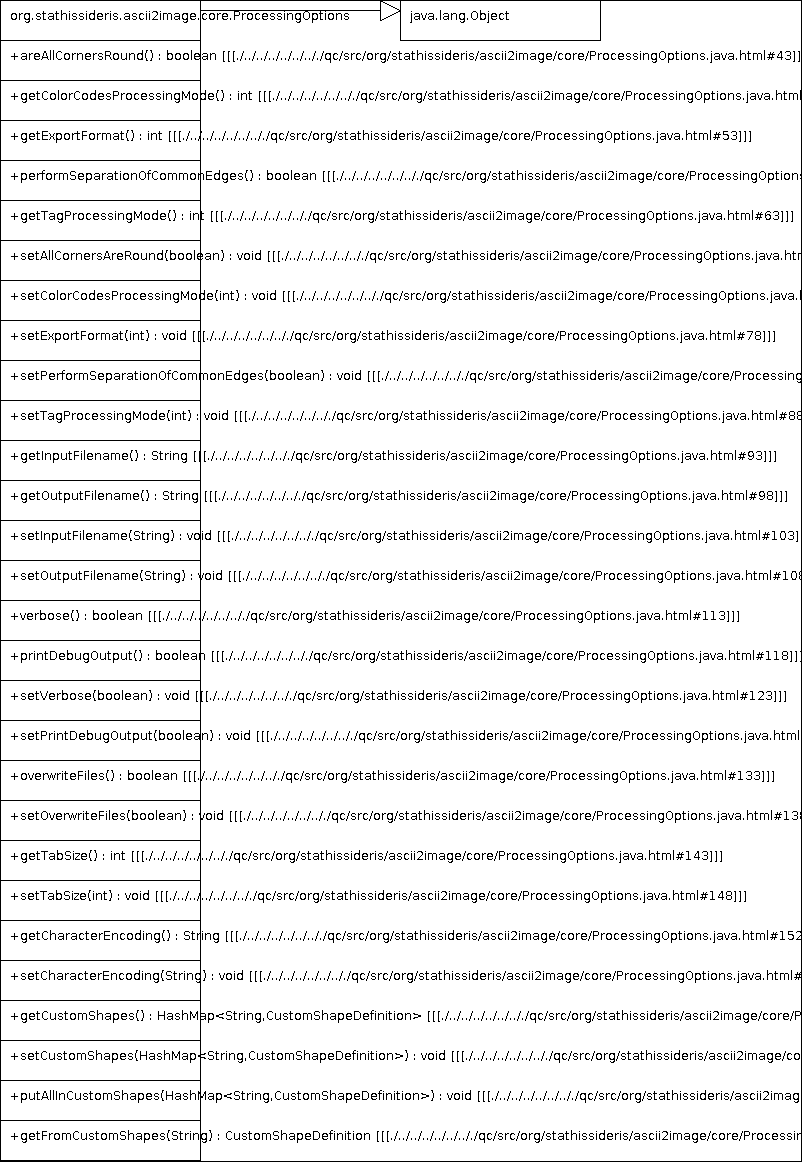 org.stathissideris.ascii2image.core.ProcessingOptions java.lang.Object
+areAllCornersRound() : boolean [[[./../../../../../../../qc/src/org/stathissideris/ascii2image/core/ProcessingOptions.java.html#43]]
+getColorCodesProcessingMode() : int [[[./../../../../../../../qc/src/org/stathissideris/ascii2image/core/ProcessingOptions.java.html
+getExportFormat() : int [[[./../../../../../../../qc/src/org/stathissideris/ascii2image/core/ProcessingOptions.java.html#53]]]
+performSeparationOfCommonEdges() : boolean [[[./../../../../../../../qc/src/org/stathissideris/ascii2image/core/ProcessingOptions
+getTagProcessingMode() : int [[[./../../../../../../../qc/src/org/stathissideris/ascii2image/core/ProcessingOptions.java.html#63]]]
+setAllCornersAreRound(boolean) : void [[[./../../../../../../../qc/src/org/stathissideris/ascii2image/core/ProcessingOptions.java.htm
+setColorCodesProcessingMode(int) : void [[[./../../../../../../../qc/src/org/stathissideris/ascii2image/core/ProcessingOptions.java.
+setExportFormat(int) : void [[[./../../../../../../../qc/src/org/stathissideris/ascii2image/core/ProcessingOptions.java.html#78]]]
+setPerformSeparationOfCommonEdges(boolean) : void [[[./../../../../../../../qc/src/org/stathissideris/ascii2image/core/Processing
+setTagProcessingMode(int) : void [[[./../../../../../../../qc/src/org/stathissideris/ascii2image/core/ProcessingOptions.java.html#88
+getInputFilename() : String [[[./../../../../../../../qc/src/org/stathissideris/ascii2image/core/ProcessingOptions.java.html#93]]]
+getOutputFilename() : String [[[./../../../../../../../qc/src/org/stathissideris/ascii2image/core/ProcessingOptions.java.html#98]]]
+setInputFilename(String) : void [[[./../../../../../../../qc/src/org/stathissideris/ascii2image/core/ProcessingOptions.java.html#103]
+setOutputFilename(String) : void [[[./../../../../../../../qc/src/org/stathissideris/ascii2image/core/ProcessingOptions.java.html#108
+verbose() : boolean [[[./../../../../../../../qc/src/org/stathissideris/ascii2image/core/ProcessingOptions.java.html#113]]]
+printDebugOutput() : boolean [[[./../../../../../../../qc/src/org/stathissideris/ascii2image/core/ProcessingOptions.java.html#118]]]
+setVerbose(boolean) : void [[[./../../../../../../../qc/src/org/stathissideris/ascii2image/core/ProcessingOptions.java.html#123]]]
+setPrintDebugOutput(boolean) : void [[[./../../../../../../../qc/src/org/stathissideris/ascii2image/core/ProcessingOptions.java.html
+overwriteFiles() : boolean [[[./../../../../../../../qc/src/org/stathissideris/ascii2image/core/ProcessingOptions.java.html#133]]]
+setOverwriteFiles(boolean) : void [[[./../../../../../../../qc/src/org/stathissideris/ascii2image/core/ProcessingOptions.java.html#138
+getTabSize() : int [[[./../../../../../../../qc/src/org/stathissideris/ascii2image/core/ProcessingOptions.java.html#143]]]
+setTabSize(int) : void [[[./../../../../../../../qc/src/org/stathissideris/ascii2image/core/ProcessingOptions.java.html#148]]]
+getCharacterEncoding() : String [[[./../../../../../../../qc/src/org/stathissideris/ascii2image/core/ProcessingOptions.java.html#152
+setCharacterEncoding(String) : void [[[./../../../../../../../qc/src/org/stathissideris/ascii2image/core/ProcessingOptions.java.html#
+getCustomShapes() : HashMap<String,CustomShapeDefinition> [[[./../../../../../../../qc/src/org/stathissideris/ascii2image/core/P
+setCustomShapes(HashMap<String,CustomShapeDefinition>) : void [[[./../../../../../../../qc/src/org/stathissideris/ascii2image/co
+putAllInCustomShapes(HashMap<String,CustomShapeDefinition>) : void [[[./../../../../../../../qc/src/org/stathissideris/ascii2imag
+getFromCustomShapes(String) : CustomShapeDefinition [[[./../../../../../../../qc/src/org/stathissideris/ascii2image/core/Processin